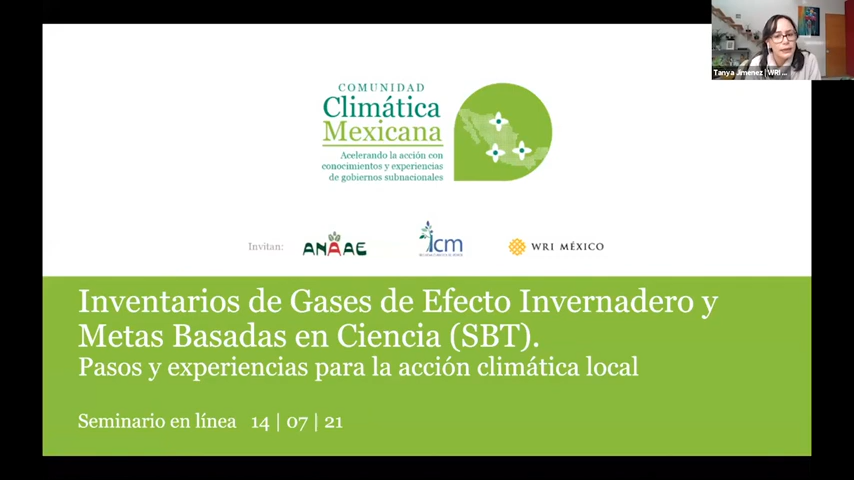 Tanya Jimenez | WRI ...
COMUNIDAD
Climática
Mexicana
Acelerando la acción con
conocimientos y experiencias
de gobiernos subnacionales
Invitan:
ANAAE
icm
WRI MÉXICO
Inventarios de Gases de Efecto Invernadero y
Metas Basadas en Ciencia (SBT).
Pasos y experiencias para la acción climática local
Seminario en línea 14 | 07 | 21